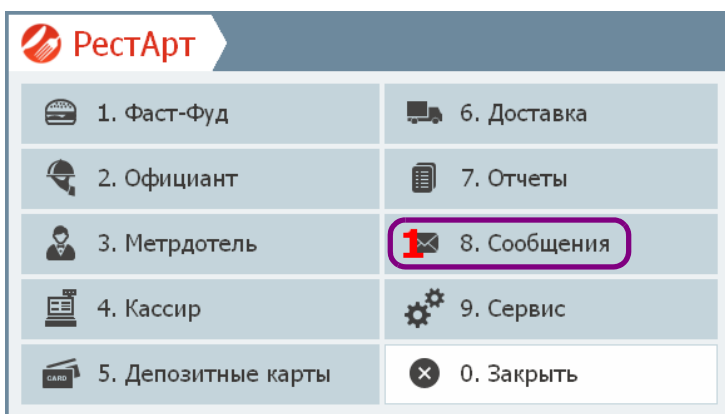 РестАрт
1. Фаст-Фуд
2. Официант
3. Метрдотель
4. Кассир
CARD
5. Депозитные карты
6. Доставка
7. Отчеты
1
8. Сообщения
9. Сервис
0. Закрыть